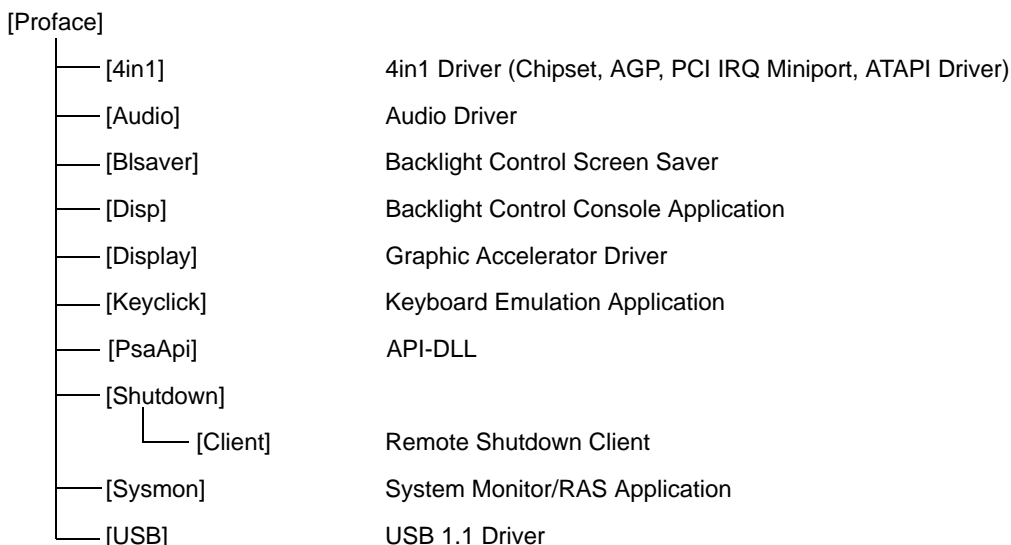 [Proface]
[4in1] 4in1 Driver (Chipset, AGP, PCI IRQ Miniport, ATAPI Driver)
[Audio] Audio Driver
[Blsaver] Backlight Control Screen Saver
[Disp] Backlight Control Console Application
[Display] Graphic Accelerator Driver
[Keyclick] Keyboard Emulation Application
[PsaApi] API-DLL
[Shutdown]
[Client] Remote Shutdown Client
[Sysmon] System Monitor/RAS Application
[USB] USB 1.1 Driver